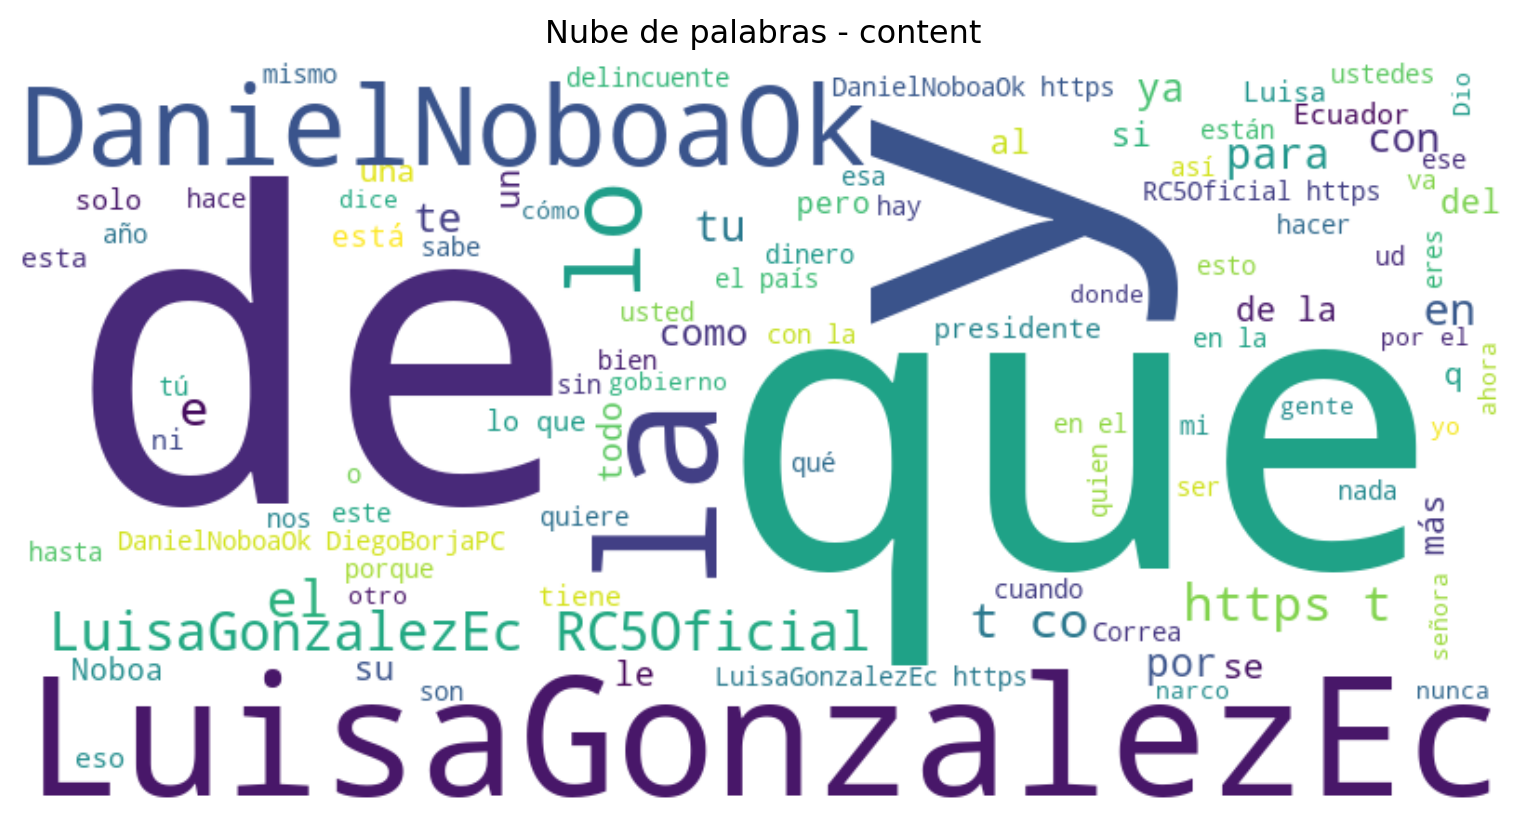 Nube de palabras - content
mismo
delincuente
DanielNoboaOk https
ya
Luisa
ustedes
Dio
DanielNoboaOk
y
Ecuador
al
si
están
para
con
una
un
esa
así
ese
solo
hace
dice
cómo
lo
te
tu
pero
hay
RC5Oficial https
va
del
año
está
sabe
hacer
esta
dinero
el país
esto
ud
eres
donde
de
que
usted
como
con la
presidente
de la
en
en la
por el
bien
sin
gobierno
tú
e
ni
lo que
todo
la
qué
en el
quien
mi
gente
q
ahora
yo
o
nos
este
quiere
ser
nada
más
hasta
DanielNoboaOk DiegoBorjaPC
porque
otro
tiene
cuando
el
LuisaGonzalezEc RC5Oficial
t co
Correa
https t
señora
Noboa
su
son
le
LuisaGonzalezEc https
por
se
narco
nunca
eso
LuisaGonzalezEc